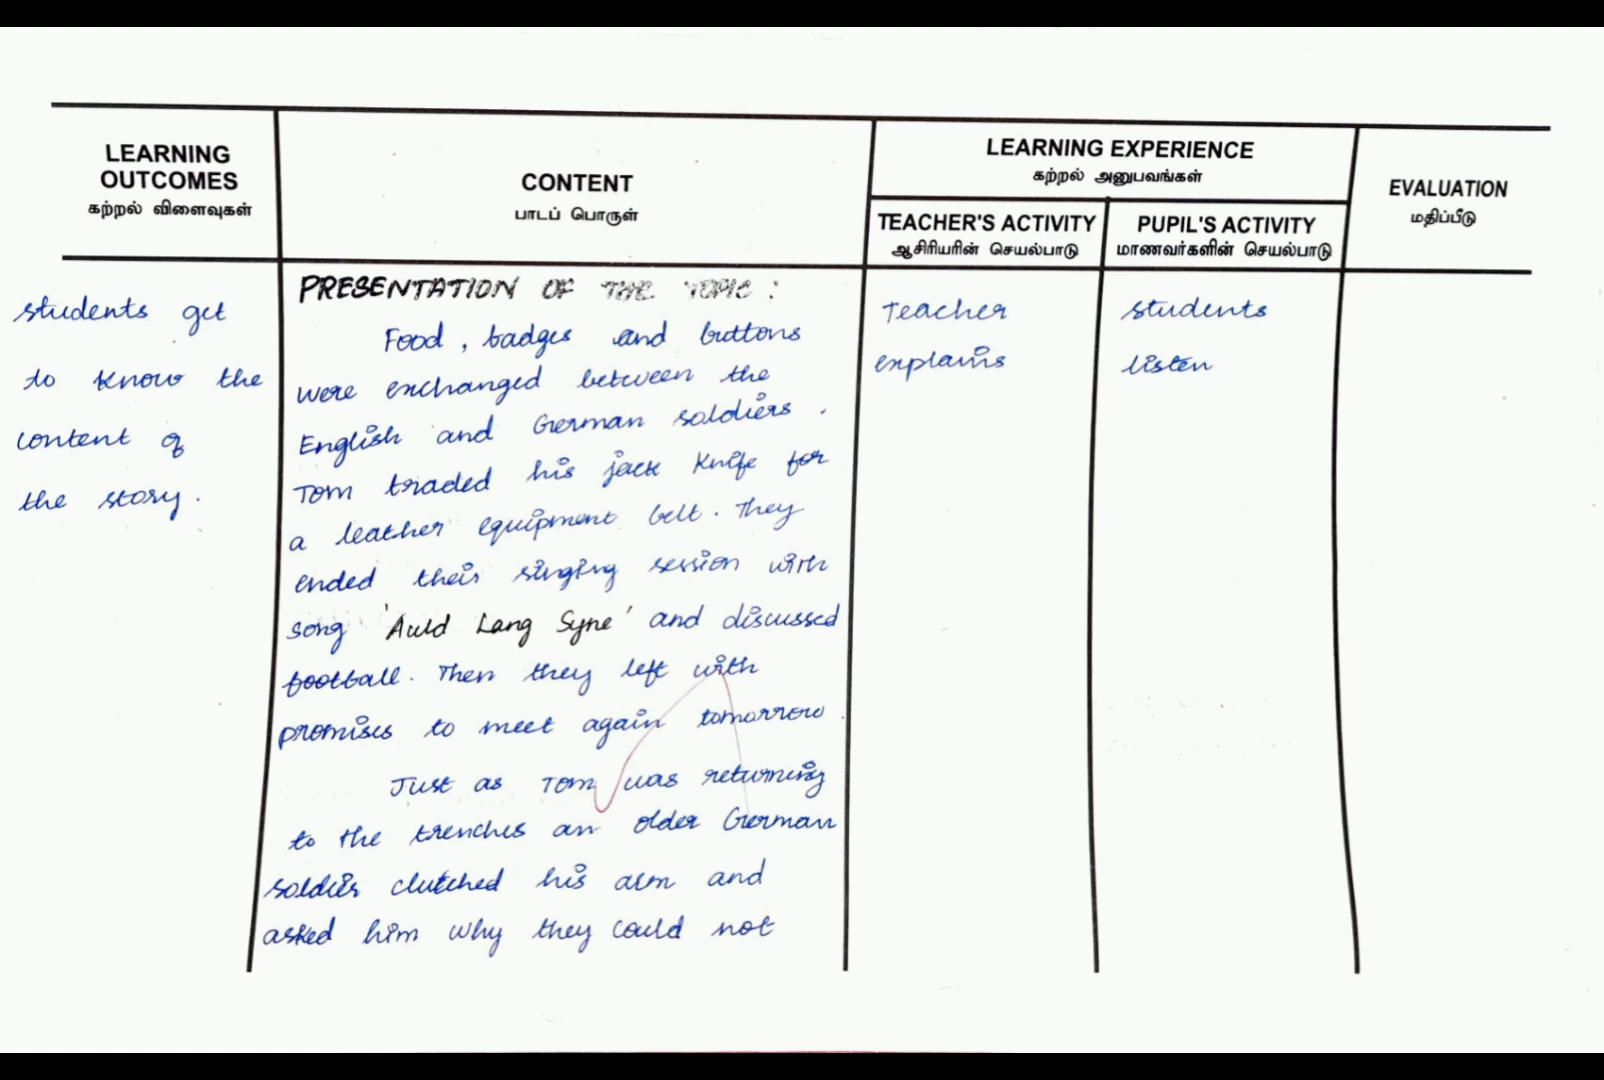 LEARNING
OUTCOMES
கற்றல் விளைவுகள்
CONTENT
பாடப் பொருள்
LEARNING EXPERIENCE
கற்றல் அனுபவங்கள்
TEACHER'S ACTIVITY
ஆசிரியரின் செயல்பாடு
PUPIL'S ACTIVITY
மாணவர்களின் செயல்பாடு
EVALUATION
மதிப்பீடு
students get
to know the
content of
the story.
PRESENTATION OF THE TOPIC :
Food, badges and buttons
were exchanged between the
English and German soldiers.
Tom traded his jack knife for
a leather equipment belt. They
ended their singing session with
song 'Auld Lang Syne' and discussed
football. Then they left with
promises to meet again tomorrow.
Just as Tom was returning
to the trenches an older German
soldier clutched his arm and
asked him why they could not
Teacher
explains
students
listen